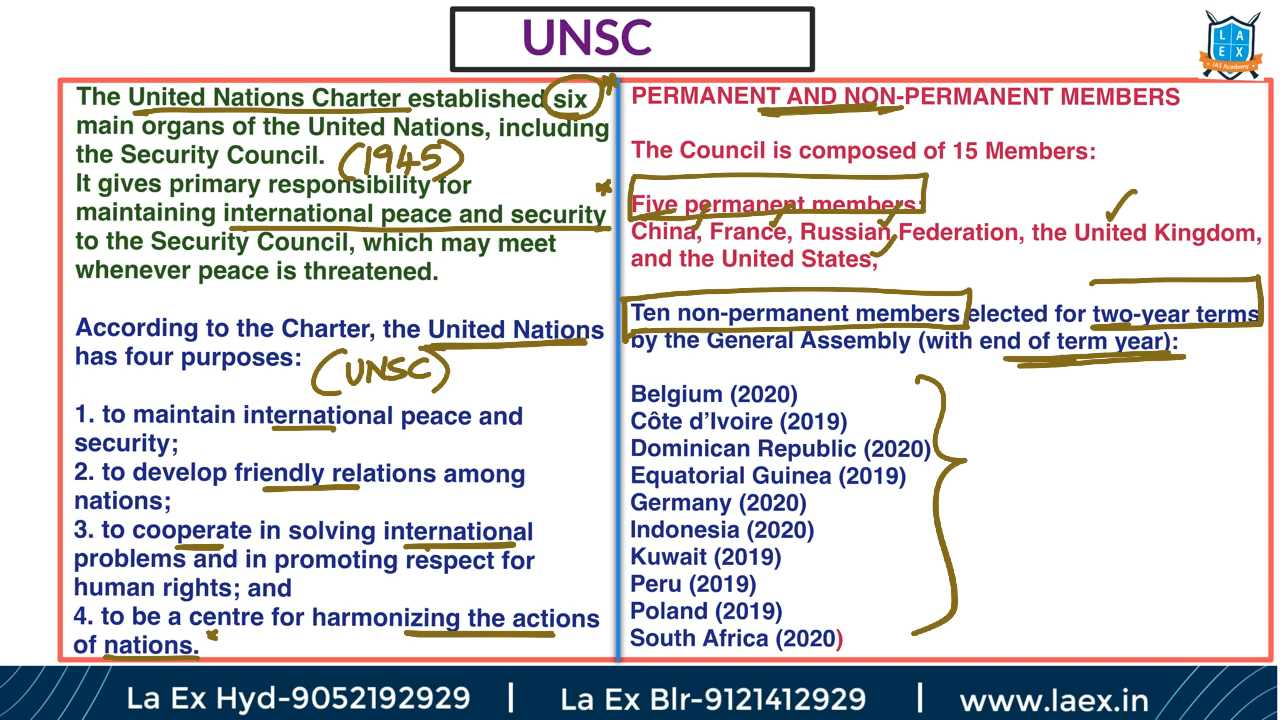 UNSC
L A
E X
IAS Academy
The United Nations Charter established six
main organs of the United Nations, including
the Security Council. (1945)
It gives primary responsibility for
maintaining international peace and security
to the Security Council, which may meet
whenever peace is threatened.
According to the Charter, the United Nations
has four purposes:
(UNSC)
1. to maintain international peace and
security;
2. to develop friendly relations among
nations;
3. to cooperate in solving international
problems and in promoting respect for
human rights; and
4. to be a centre for harmonizing the actions
of nations.
PERMANENT AND NON-PERMANENT MEMBERS
The Council is composed of 15 Members:
Five permanent members:
China, France, Russian Federation, the United Kingdom,
and the United States,
Ten non-permanent members elected for two-year terms
by the General Assembly (with end of term year):
Belgium (2020)
Côte d’Ivoire (2019)
Dominican Republic (2020)
Equatorial Guinea (2019)
Germany (2020)
Indonesia (2020)
Kuwait (2019)
Peru (2019)
Poland (2019)
South Africa (2020)
La Ex Hyd-9052192929 | La Ex Blr-9121412929 | www.laex.in